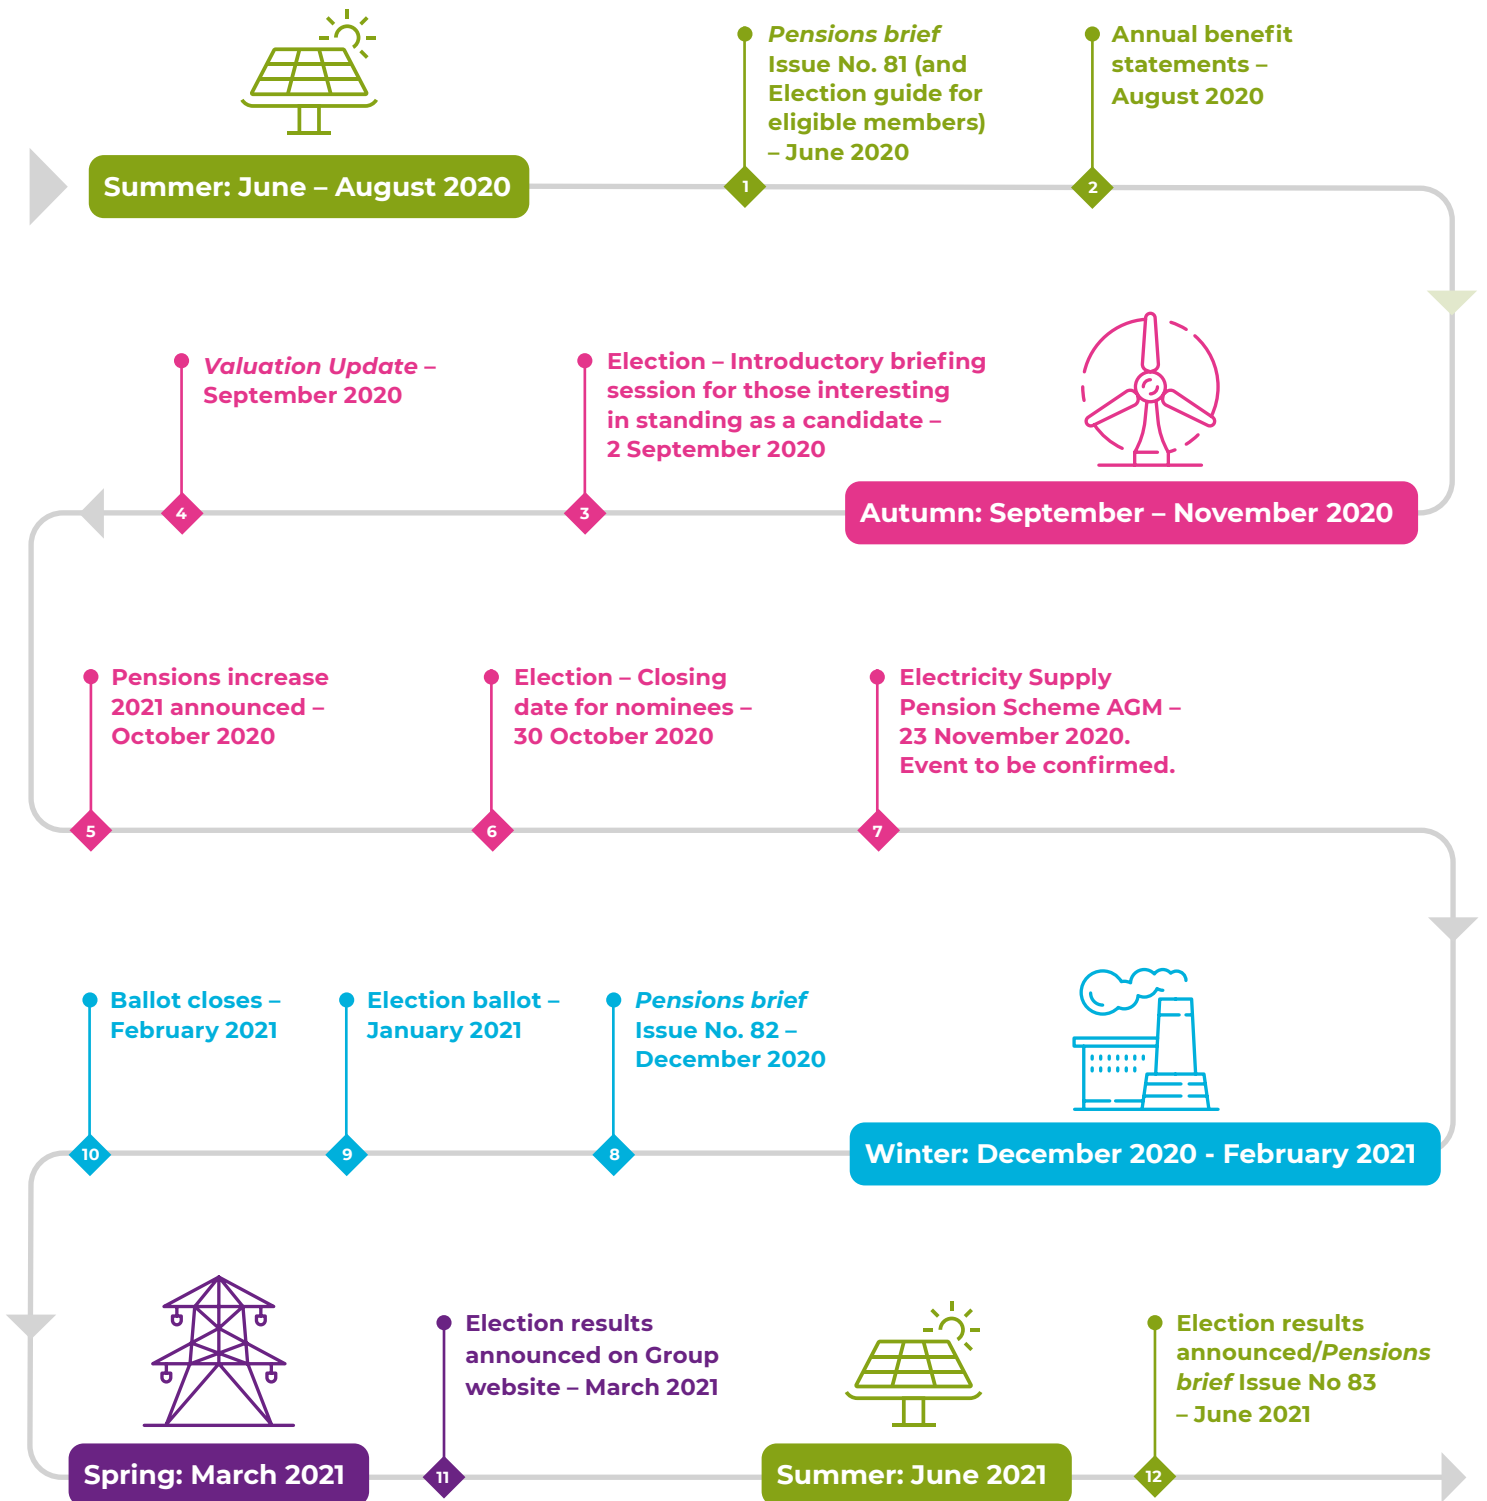 Summer: June – August 2020
Pensions brief
Issue No. 81 (and
Election guide for
eligible members)
– June 2020
1
Annual benefit
statements –
August 2020
2
Autumn: September – November 2020
Election – Introductory briefing
session for those interesting
in standing as a candidate –
2 September 2020
3
Valuation Update –
September 2020
4
Pensions increase
2021 announced –
October 2020
5
Election – Closing
date for nominees –
30 October 2020
6
Electricity Supply
Pension Scheme AGM –
23 November 2020.
Event to be confirmed.
7
Winter: December 2020 - February 2021
Pensions brief
Issue No. 82 –
December 2020
8
Election ballot –
January 2021
9
Ballot closes –
February 2021
10
Spring: March 2021
Election results
announced on Group
website – March 2021
11
Summer: June 2021
Election results
announced/Pensions
brief Issue No 83
– June 2021
12